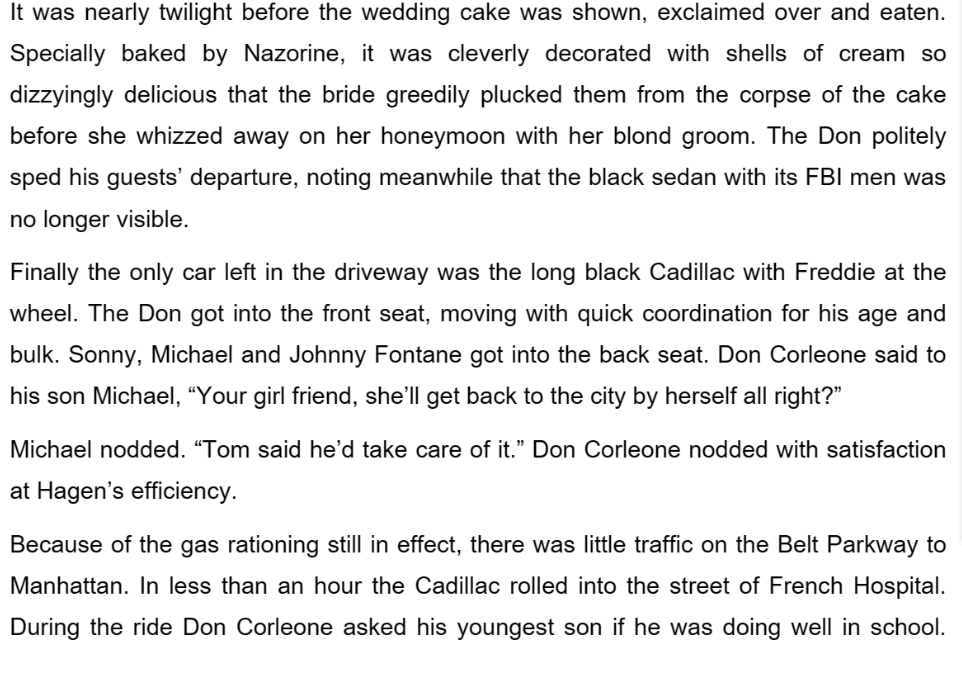 It was nearly twilight before the wedding cake was shown, exclaimed over and eaten.
Specially baked by Nazorine, it was cleverly decorated with shells of cream so
dizzyingly delicious that the bride greedily plucked them from the corpse of the cake
before she whizzed away on her honeymoon with her blond groom. The Don politely
sped his guests’ departure, noting meanwhile that the black sedan with its FBI men was
no longer visible.
Finally the only car left in the driveway was the long black Cadillac with Freddie at the
wheel. The Don got into the front seat, moving with quick coordination for his age and
bulk. Sonny, Michael and Johnny Fontane got into the back seat. Don Corleone said to
his son Michael, “Your girl friend, she’ll get back to the city by herself all right?”
Michael nodded. “Tom said he’d take care of it.” Don Corleone nodded with satisfaction
at Hagen’s efficiency.
Because of the gas rationing still in effect, there was little traffic on the Belt Parkway to
Manhattan. In less than an hour the Cadillac rolled into the street of French Hospital.
During the ride Don Corleone asked his youngest son if he was doing well in school.